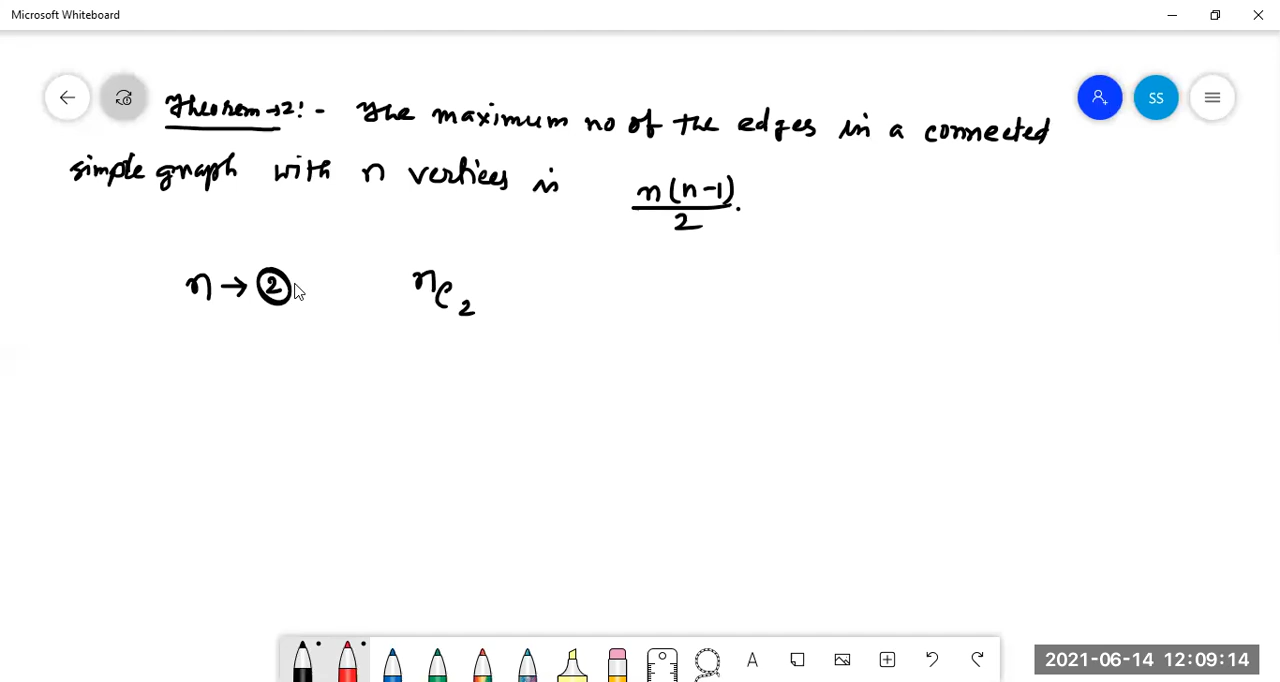 Microsoft Whiteboard
Theorem → 2! - The maximum no of the edges in a connected
SS
simple graph with n vertices is n(n-1)/2.
n → 2 nC2
A
2021-06-14 12:09:14